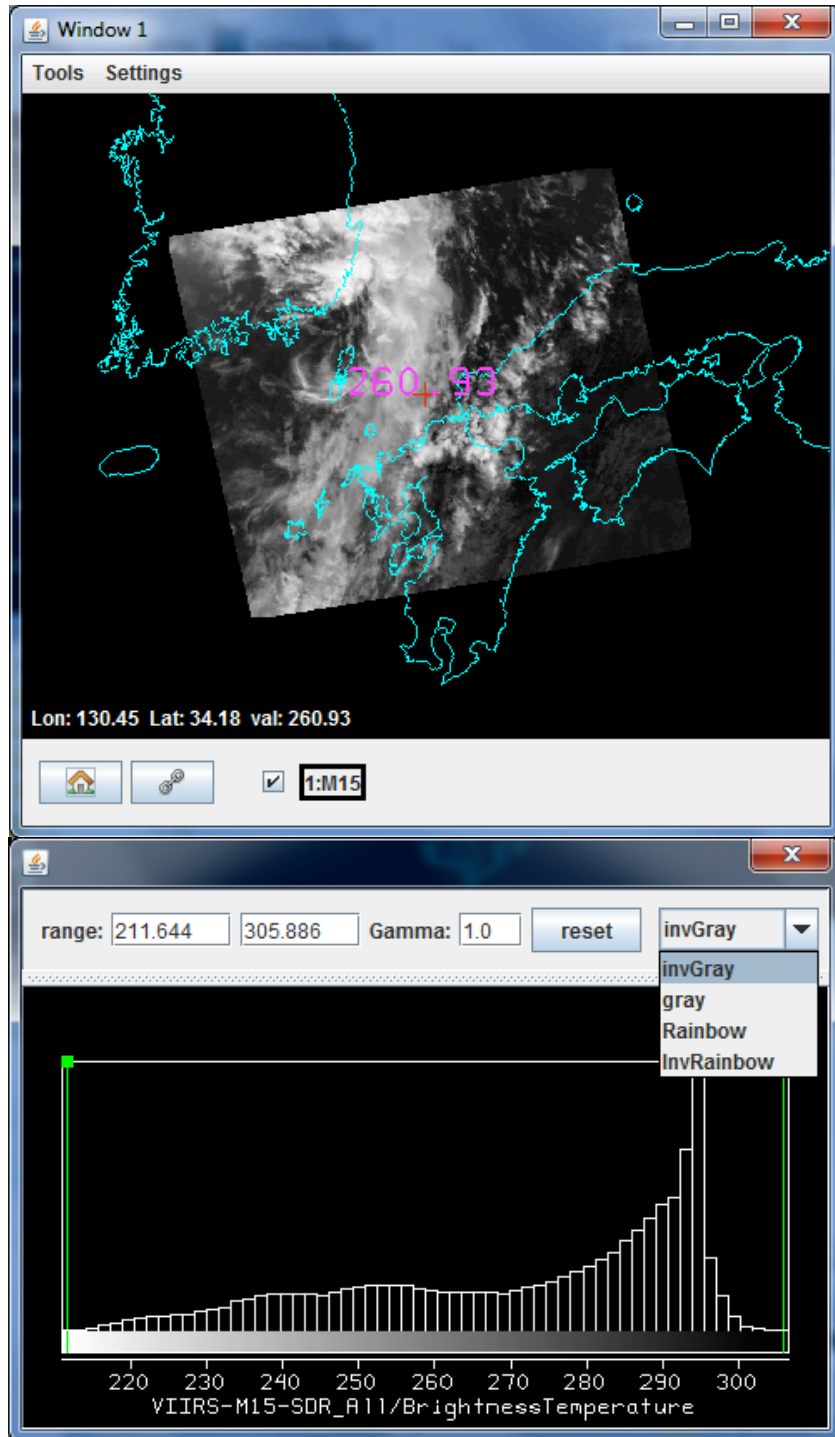 Window 1
Tools Settings
260.93
Lon: 130.45 Lat: 34.18 val: 260.93
1:M15
range: 211.644 305.886 Gamma: 1.0 reset invGray
invGray
gray
Rainbow
InvRainbow
220 230 240 250 260 270 280 290 300
VIIRS-M15-SDR_All/BrightnessTemperature